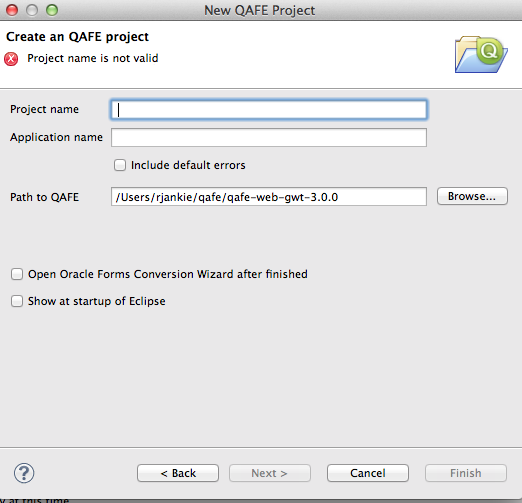 New QAFE Project
Create an QAFE project
Project name is not valid
Q
Project name
Application name
Include default errors
Path to QAFE /Users/rjankie/qafe/qafe-web-gwt-3.0.0 Browse...
Open Oracle Forms Conversion Wizard after finished
Show at startup of Eclipse
? < Back Next > Cancel Finish
y at this time